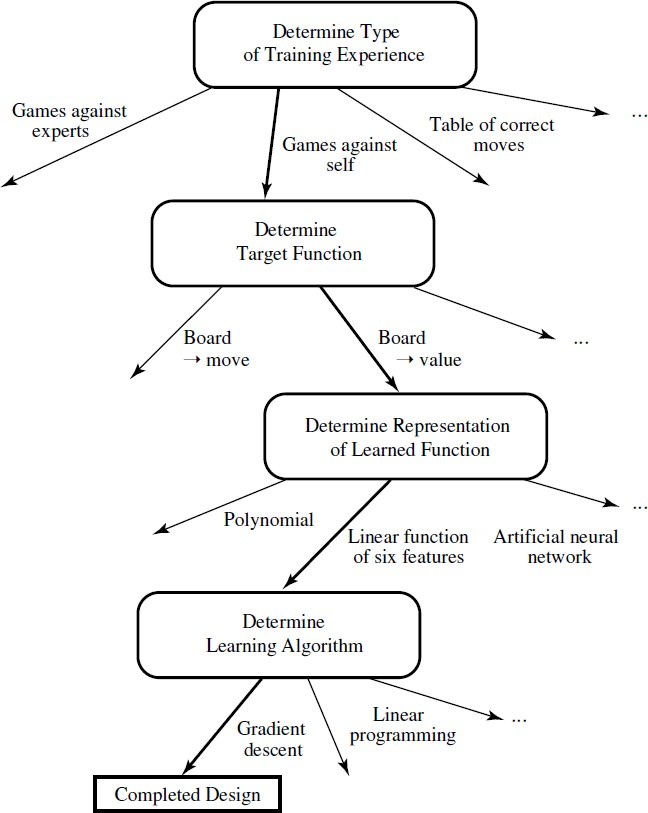 Determine Type
of Training Experience
Games against
experts
Games against
self
Table of correct
moves
...
Determine
Target Function
Board
→ move
Board
→ value
...
Determine Representation
of Learned Function
Polynomial
Linear function
of six features
Artificial neural
network
...
Determine
Learning Algorithm
Gradient
descent
Linear
programming
...
Completed Design